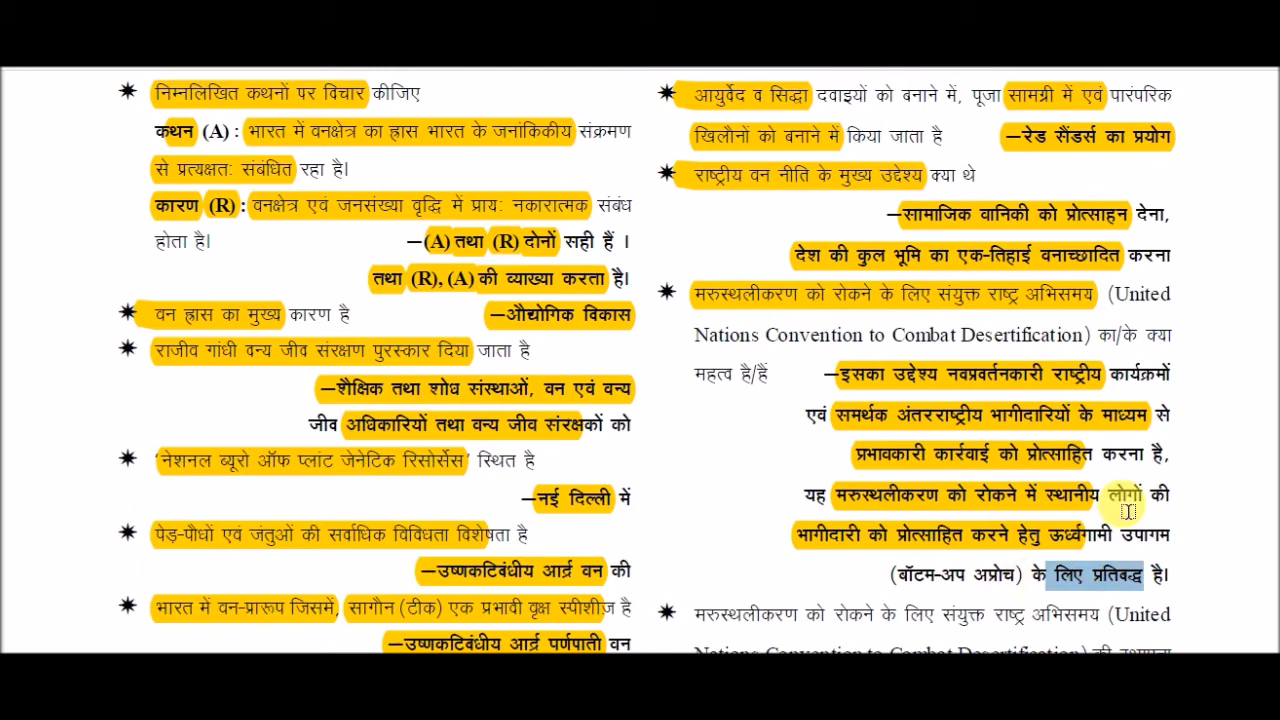 ✷ निम्नलिखित कथनों पर विचार कीजिए
कथन (A) : भारत में वनक्षेत्र का ह्रास भारत के जनांकिकीय संक्रमण
से प्रत्यक्षतः संबंधित रहा है।
कारण (R) : वनक्षेत्र एवं जनसंख्या वृद्धि में प्रायः नकारात्मक संबंध
होता है। –(A) तथा (R) दोनों सही हैं ।
तथा (R), (A) की व्याख्या करता है।
✷ वन ह्रास का मुख्य कारण है –औद्योगिक विकास
✷ राजीव गांधी वन्य जीव संरक्षण पुरस्कार दिया जाता है
–शैक्षिक तथा शोध संस्थाओं, वन एवं वन्य
जीव अधिकारियों तथा वन्य जीव संरक्षकों को
✷ 'नेशनल ब्यूरो ऑफ प्लांट जेनेटिक रिसोर्सेस' स्थित है
–नई दिल्ली में
✷ पेड़-पौधों एवं जंतुओं की सर्वाधिक विविधता विशेषता है
–उष्णकटिबंधीय आर्द्र वन की
✷ भारत में वन-प्रारूप जिसमें, सागौन (टीक) एक प्रभावी वृक्ष स्पीशीज़ है
–उष्णकटिबंधीय आर्द्र पर्णपाती वन
✷ आयुर्वेद व सिद्धा दवाइयों को बनाने में, पूजा सामग्री में एवं पारंपरिक
खिलौनों को बनाने में किया जाता है –रेड सैंडर्स का प्रयोग
✷ राष्ट्रीय वन नीति के मुख्य उद्देश्य क्या थे
–सामाजिक वानिकी को प्रोत्साहन देना,
देश की कुल भूमि का एक-तिहाई वनाच्छादित करना
✷ मरुस्थलीकरण को रोकने के लिए संयुक्त राष्ट्र अभिसमय (United
Nations Convention to Combat Desertification) का/के क्या
महत्व है/हैं –इसका उद्देश्य नवप्रवर्तनकारी राष्ट्रीय कार्यक्रमों
एवं समर्थक अंतरराष्ट्रीय भागीदारियों के माध्यम से
प्रभावकारी कार्रवाई को प्रोत्साहित करना है,
यह मरुस्थलीकरण को रोकने में स्थानीय लोगों की
भागीदारी को प्रोत्साहित करने हेतु ऊर्ध्वगामी उपागम
(बॉटम-अप अप्रोच) के लिए प्रतिबद्ध है।
✷ मरुस्थलीकरण को रोकने के लिए संयुक्त राष्ट्र अभिसमय (United